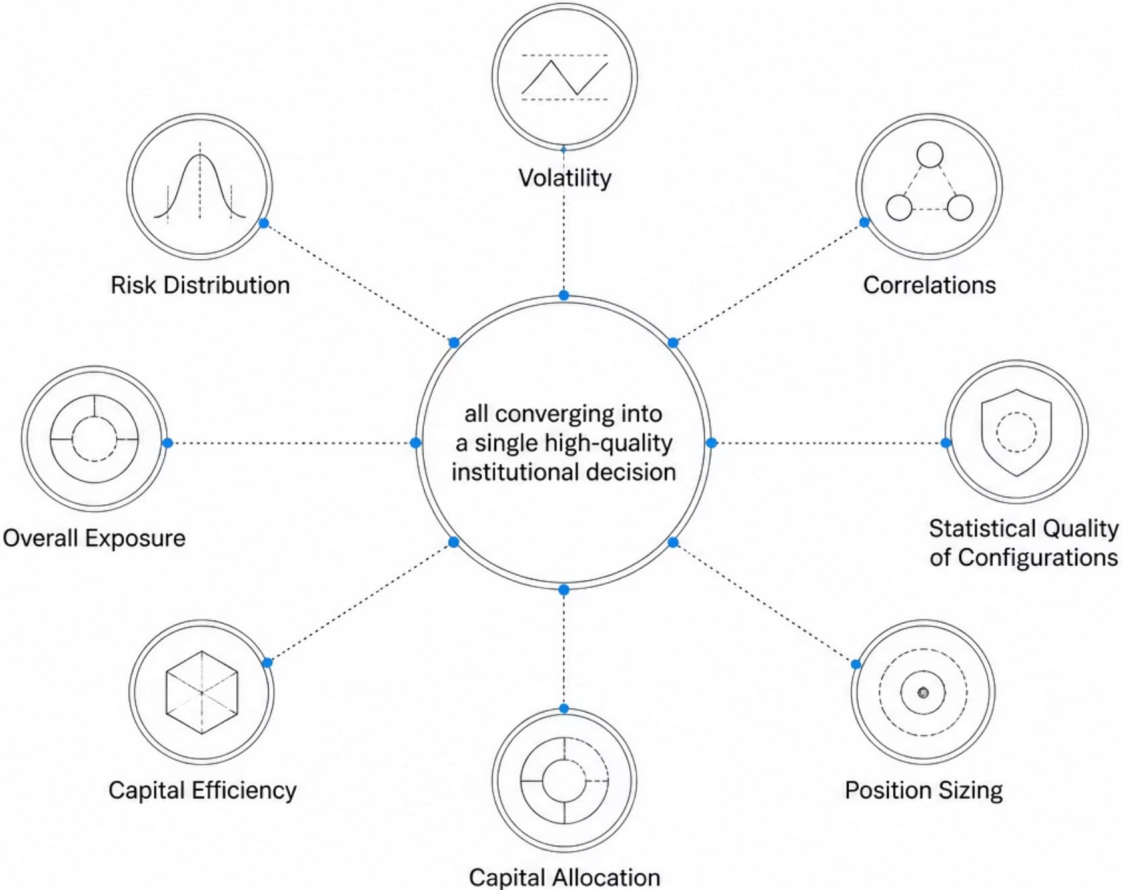 Volatility
Risk Distribution
Correlations
all converging into
a single high-quality
institutional decision
Overall Exposure
Statistical Quality
of Configurations
Capital Efficiency
Position Sizing
Capital Allocation